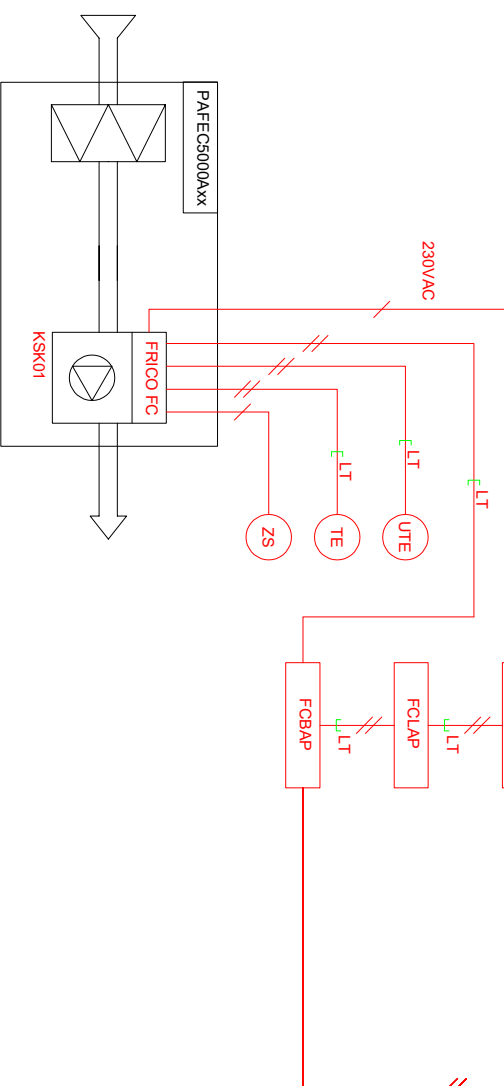 PAFEC5000Axx
230VAC
FRICO FC
KSK01
LT
LT
LT
UTE
TE
ZS
FCBAP
LT
FCLAP
LT